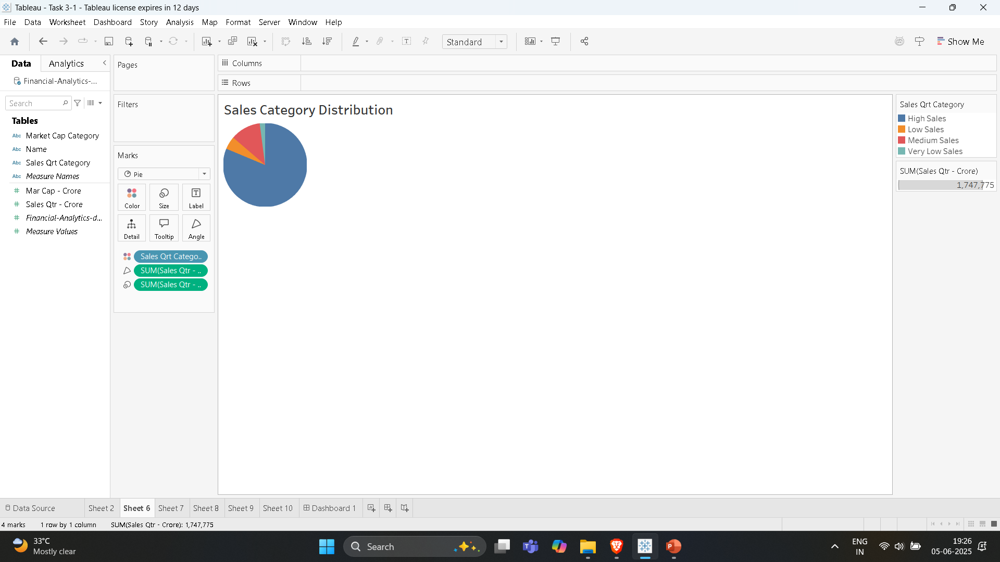 Tableau - Task 3-1 - Tableau license expires in 12 days
File Data Worksheet Dashboard Story Analysis Map Format Server Window Help
Standard
Show Me
Data Analytics
Financial-Analytics-...
Search
Tables
Abc Market Cap Category
Abc Name
Abc Sales Qrt Category
Abc Measure Names
Mar Cap - Crore
Sales Qtr - Crore
Financial-Analytics-d...
Measure Values
Pages
Filters
Marks
Pie
Color Size Label
Detail Tooltip Angle
Sales Qrt Catego..
SUM(Sales Qtr - ..
SUM(Sales Qtr - ..
Columns
Rows
Sales Category Distribution
Sales Qrt Category
High Sales
Low Sales
Medium Sales
Very Low Sales
SUM(Sales Qtr - Crore)
1,747,775
Data Source Sheet 2 Sheet 6 Sheet 7 Sheet 8 Sheet 9 Sheet 10 Dashboard 1
4 marks 1 row by 1 column SUM(Sales Qtr - Crore): 1,747,775
33°C
Mostly clear
Search
ENG
IN
19:26
05-06-2025